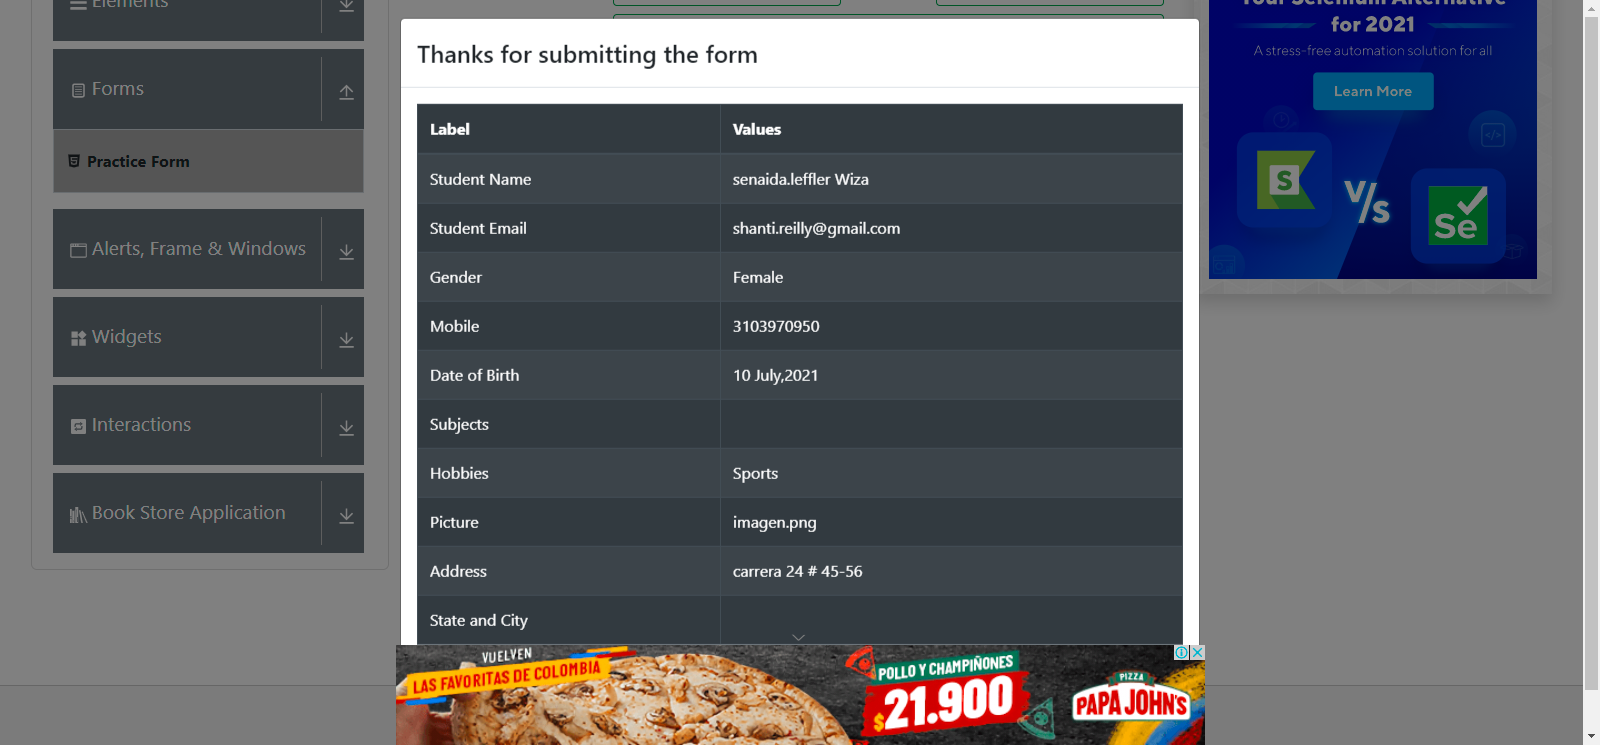 Elements
Forms
Practice Form
Alerts, Frame & Windows
Widgets
Interactions
Book Store Application
Thanks for submitting the form
Label Values
Student Name senaida.leffler Wiza
Student Email shanti.reilly@gmail.com
Gender Female
Mobile 3103970950
Date of Birth 10 July,2021
Subjects
Hobbies Sports
Picture imagen.png
Address carrera 24 # 45-56
State and City
Your Selenium Alternative
for 2021
A stress-free automation solution for all
Learn More
S
V/s
Se
VUELVEN
LAS FAVORITAS DE COLOMBIA
POLLO Y CHAMPIÑONES
$21.900
PIZZA
PAPA JOHN'S